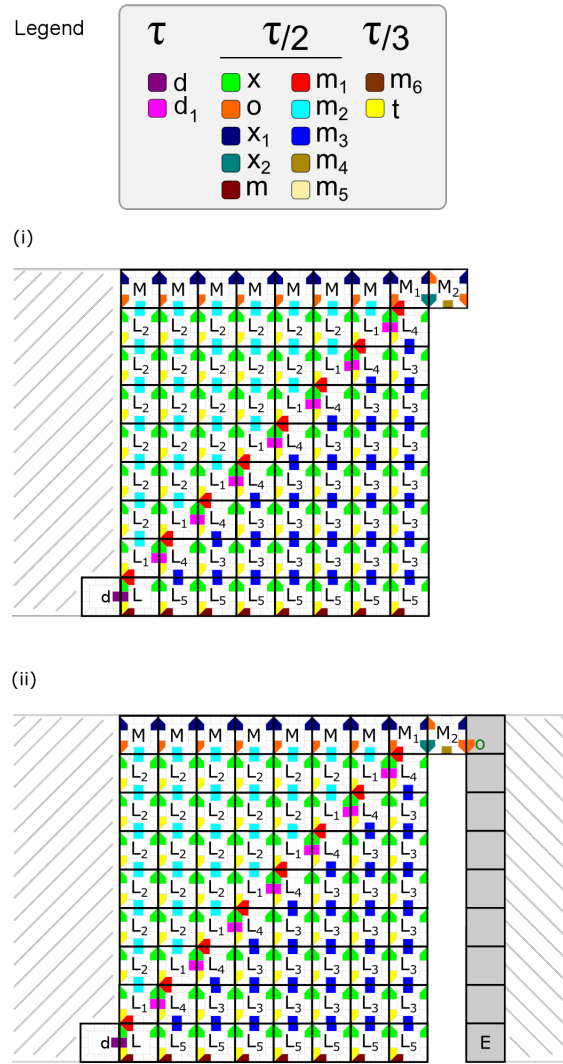 Legend
τ τ/2 τ/3
d x m₁ m₆
d₁ o m₂ t
x₁ m₃
x₂ m₄
m m₅
(i)
M M M M M M M M₁ M₂
L₂ L₂ L₂ L₂ L₂ L₂ L₁ L₄
L₂ L₂ L₂ L₂ L₂ L₁ L₄ L₃
L₂ L₂ L₂ L₂ L₁ L₄ L₃ L₃
L₂ L₂ L₂ L₁ L₄ L₃ L₃ L₃
L₂ L₂ L₁ L₄ L₃ L₃ L₃ L₃
L₂ L₁ L₄ L₃ L₃ L₃ L₃ L₃
L₁ L₄ L₃ L₃ L₃ L₃ L₃ L₃
d L L₅ L₅ L₅ L₅ L₅ L₅ L₅
(ii)
M M M M M M M M₁ M₂ o
L₂ L₂ L₂ L₂ L₂ L₂ L₁ L₄
L₂ L₂ L₂ L₂ L₂ L₁ L₄ L₃
L₂ L₂ L₂ L₂ L₁ L₄ L₃ L₃
L₂ L₂ L₂ L₁ L₄ L₃ L₃ L₃
L₂ L₂ L₁ L₄ L₃ L₃ L₃ L₃
L₂ L₁ L₄ L₃ L₃ L₃ L₃ L₃
L₁ L₄ L₃ L₃ L₃ L₃ L₃ L₃
d L L₅ L₅ L₅ L₅ L₅ L₅ L₅ E